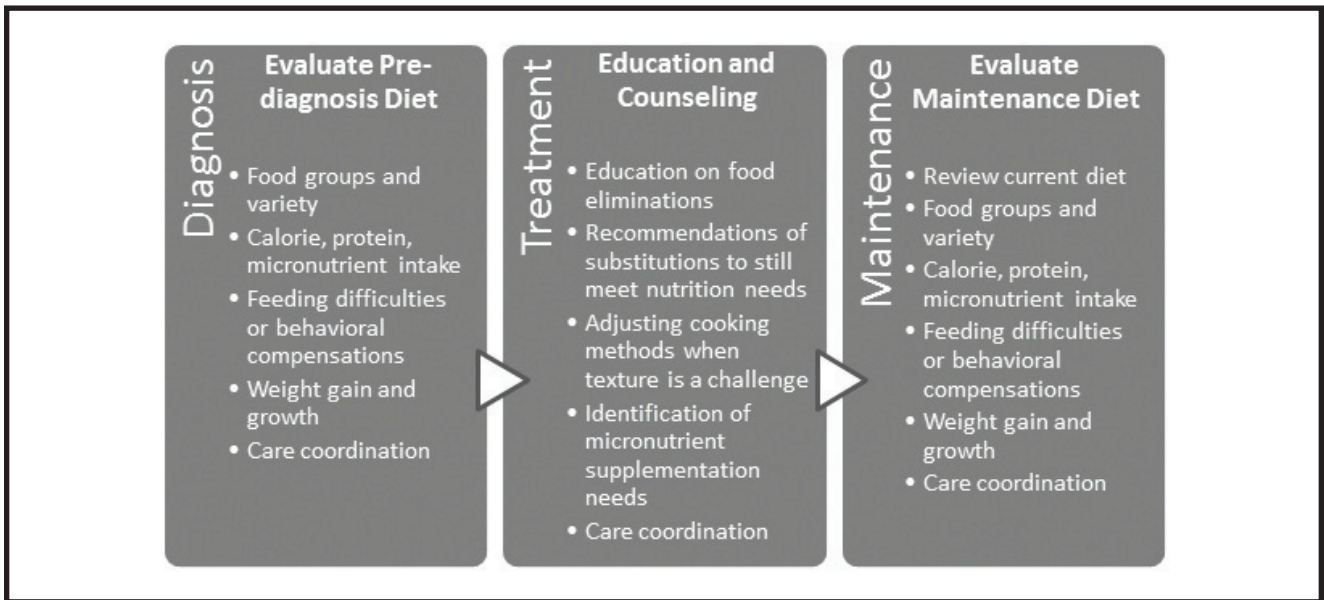 Diagnosis
Evaluate Pre-
diagnosis Diet
• Food groups and
variety
• Calorie, protein,
micronutrient intake
• Feeding difficulties
or behavioral
compensations
• Weight gain and
growth
• Care coordination
Treatment
Education and
Counseling
• Education on food
eliminations
• Recommendations of
substitutions to still
meet nutrition needs
• Adjusting cooking
methods when
texture is a challenge
• Identification of
micronutrient
supplementation
needs
• Care coordination
Maintenance
Evaluate
Maintenance Diet
• Review current diet
• Food groups and
variety
• Calorie, protein,
micronutrient intake
• Feeding difficulties
or behavioral
compensations
• Weight gain and
growth
• Care coordination